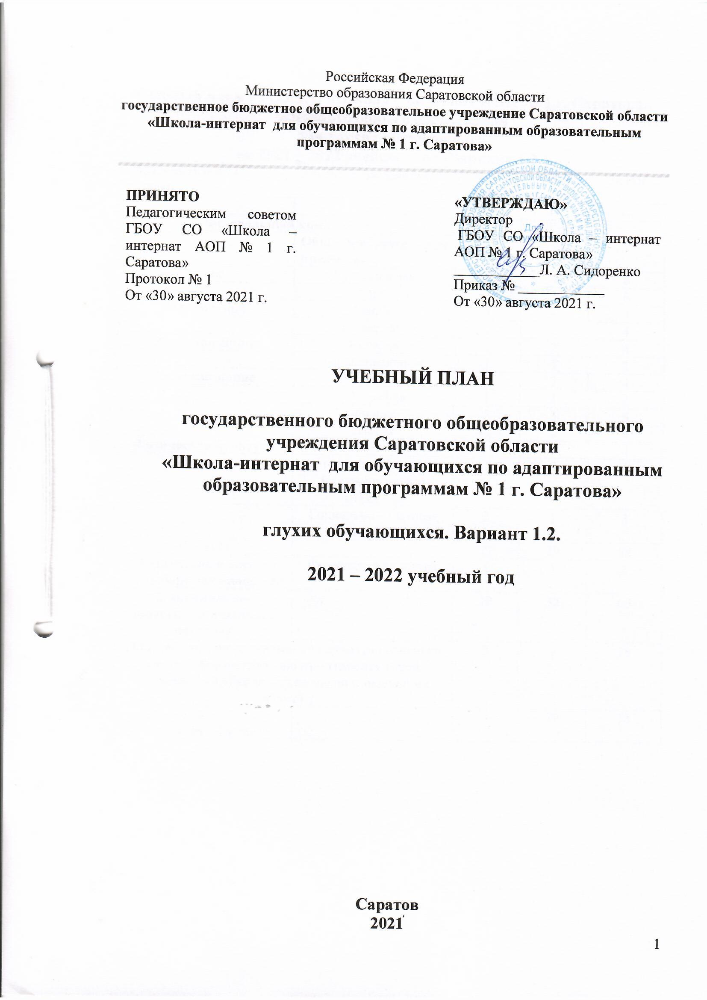 Российская Федерация
Министерство образования Саратовской области
государственное бюджетное общеобразовательное учреждение Саратовской области
«Школа-интернат для обучающихся по адаптированным образовательным
программам № 1 г. Саратова»
ПРИНЯТО
Педагогическим советом
ГБОУ СО «Школа –
интернат АОП № 1 г.
Саратова»
Протокол № 1
От «30» августа 2021 г.
«УТВЕРЖДАЮ»
Директор
ГБОУ СО «Школа – интернат
АОП № 1 г. Саратова»
____________Л. А. Сидоренко
Приказ № ____________
От «30» августа 2021 г.
УЧЕБНЫЙ ПЛАН
государственного бюджетного общеобразовательного
учреждения Саратовской области
«Школа-интернат для обучающихся по адаптированным
образовательным программам № 1 г. Саратова»
глухих обучающихся. Вариант 1.2.
2021 – 2022 учебный год
Саратов
2021
1